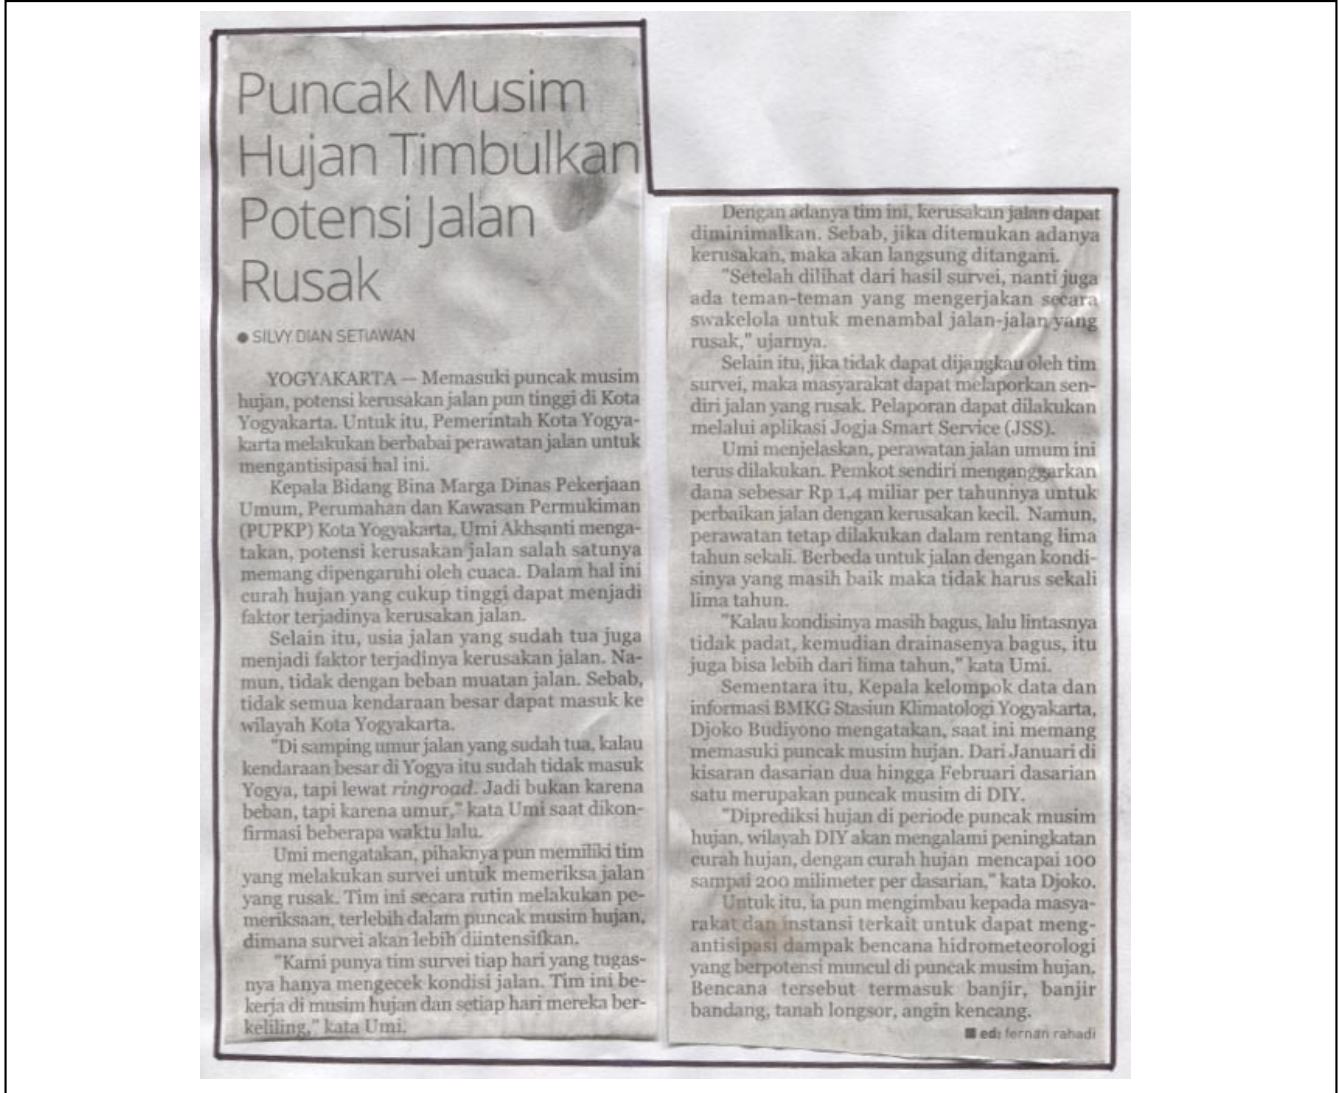 Puncak Musim
Hujan Timbulkan
Potensi Jalan
Rusak
● SILVY DIAN SETIAWAN
YOGYAKARTA — Memasuki puncak musim
hujan, potensi kerusakan jalan pun tinggi di Kota
Yogyakarta. Untuk itu, Pemerintah Kota Yogya-
karta melakukan berbabai perawatan jalan untuk
mengantisipasi hal ini.
Kepala Bidang Bina Marga Dinas Pekerjaan
Umum, Perumahan dan Kawasan Permukiman
(PUPKP) Kota Yogyakarta, Umi Akhsanti menga-
takan, potensi kerusakan jalan salah satunya
memang dipengaruhi oleh cuaca. Dalam hal ini
curah hujan yang cukup tinggi dapat menjadi
faktor terjadinya kerusakan jalan.
Selain itu, usia jalan yang sudah tua juga
menjadi faktor terjadinya kerusakan jalan. Na-
mun, tidak dengan beban muatan jalan. Sebab,
tidak semua kendaraan besar dapat masuk ke
wilayah Kota Yogyakarta.
"Di samping umur jalan yang sudah tua, kalau
kendaraan besar di Yogya itu sudah tidak masuk
Yogya, tapi lewat ringroad. Jadi bukan karena
beban, tapi karena umur," kata Umi saat dikon-
firmasi beberapa waktu lalu.
Umi mengatakan, pihaknya pun memiliki tim
yang melakukan survei untuk memeriksa jalan
yang rusak. Tim ini secara rutin melakukan pe-
meriksaan, terlebih dalam puncak musim hujan,
dimana survei akan lebih diintensifkan.
"Kami punya tim survei tiap hari yang tugas-
nya hanya mengecek kondisi jalan. Tim ini be-
kerja di musim hujan dan setiap hari mereka ber-
keliling," kata Umi.
Dengan adanya tim ini, kerusakan jalan dapat
diminimalkan. Sebab, jika ditemukan adanya
kerusakan, maka akan langsung ditangani.
"Setelah dilihat dari hasil survei, nanti juga
ada teman-teman yang mengerjakan secara
swakelola untuk menambal jalan-jalan yang
rusak," ujarnya.
Selain itu, jika tidak dapat dijangkau oleh tim
survei, maka masyarakat dapat melaporkan sen-
diri jalan yang rusak. Pelaporan dapat dilakukan
melalui aplikasi Jogja Smart Service (JSS).
Umi menjelaskan, perawatan jalan umum ini
terus dilakukan. Pemkot sendiri menganggarkan
dana sebesar Rp 1,4 miliar per tahunnya untuk
perbaikan jalan dengan kerusakan kecil. Namun,
perawatan tetap dilakukan dalam rentang lima
tahun sekali. Berbeda untuk jalan dengan kondi-
sinya yang masih baik maka tidak harus sekali
lima tahun.
"Kalau kondisinya masih bagus, lalu lintasnya
tidak padat, kemudian drainasenya bagus, itu
juga bisa lebih dari lima tahun," kata Umi.
Sementara itu, Kepala kelompok data dan
informasi BMKG Stasiun Klimatologi Yogyakarta,
Djoko Budiyono mengatakan, saat ini memang
memasuki puncak musim hujan. Dari Januari di
kisaran dasarian dua hingga Februari dasarian
satu merupakan puncak musim di DIY.
"Diprediksi hujan di periode puncak musim
hujan, wilayah DIY akan mengalami peningkatan
curah hujan, dengan curah hujan mencapai 100
sampai 200 milimeter per dasarian," kata Djoko.
Untuk itu, ia pun mengimbau kepada masya-
rakat dan instansi terkait untuk dapat meng-
antisipasi dampak bencana hidrometeorologi
yang berpotensi muncul di puncak musim hujan.
Bencana tersebut termasuk banjir, banjir
bandang, tanah longsor, angin kencang.
■ ed: fernan rahadi